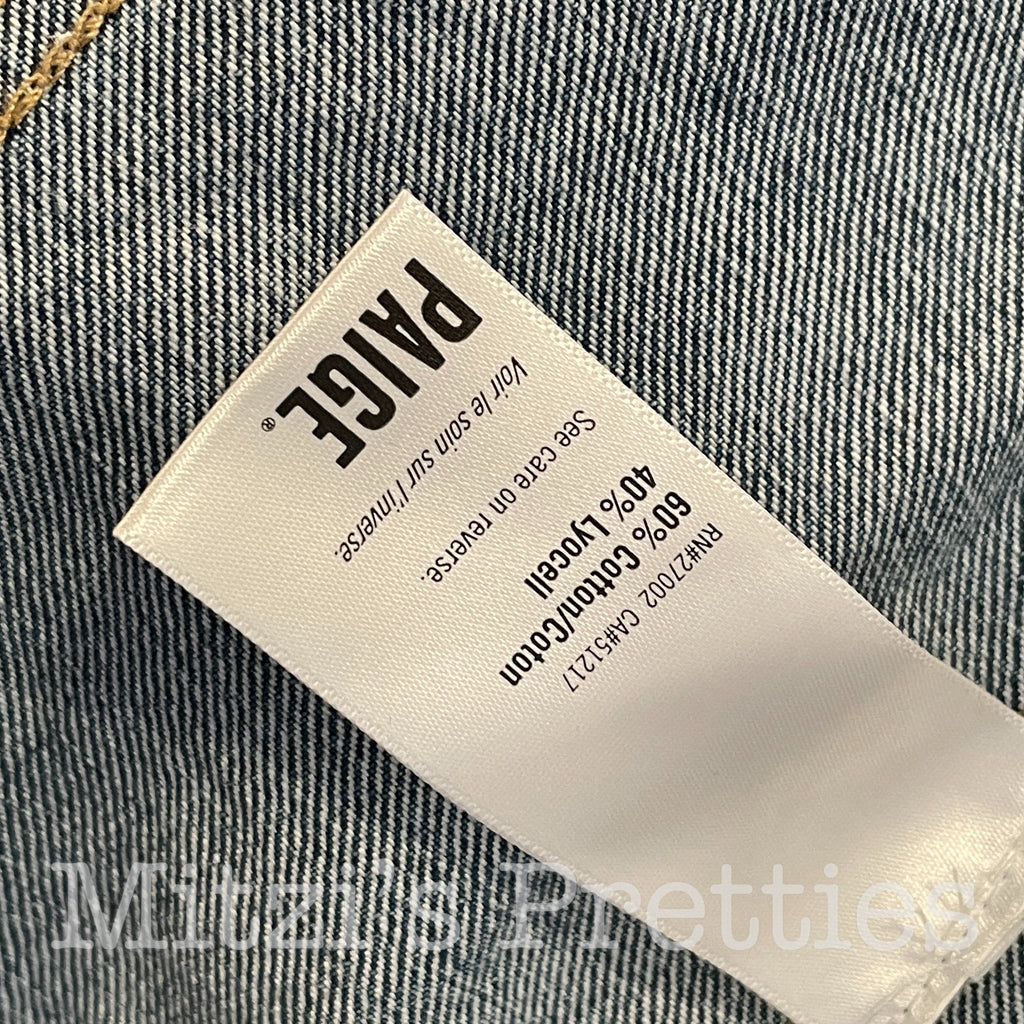 RN#27002 CA#51217
60% Cotton/Coton
40% Lyocell
See care on reverse.
Voir le soin sur l'inverse.
PAIGE®
Mitzi's Pretties